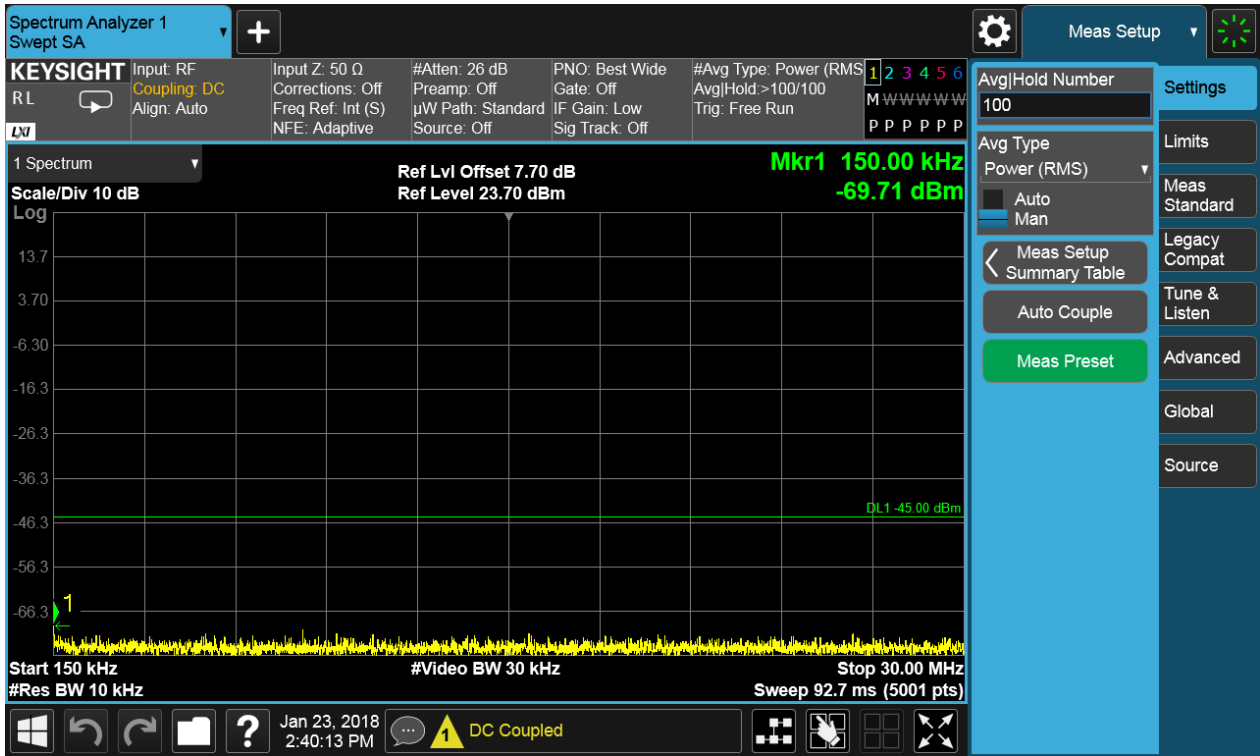 Spectrum Analyzer 1
Swept SA
+
Meas Setup
KEYSIGHT
RL
LXI
Input: RF
Coupling: DC
Align: Auto
Input Z: 50 Ω
Corrections: Off
Freq Ref: Int (S)
NFE: Adaptive
#Atten: 26 dB
Preamp: Off
µW Path: Standard
Source: Off
PNO: Best Wide
Gate: Off
IF Gain: Low
Sig Track: Off
#Avg Type: Power (RMS
Avg|Hold:>100/100
Trig: Free Run
1 2 3 4 5 6
M W W W W W
P P P P P P
1 Spectrum
Scale/Div 10 dB
Ref Lvl Offset 7.70 dB
Ref Level 23.70 dBm
Mkr1 150.00 kHz
-69.71 dBm
Log
13.7
3.70
-6.30
-16.3
-26.3
-36.3
DL1 -45.00 dBm
-46.3
-56.3
-66.3
1
Start 150 kHz
#Video BW 30 kHz
Stop 30.00 MHz
#Res BW 10 kHz
Sweep 92.7 ms (5001 pts)
Avg|Hold Number
100
Avg Type
Power (RMS)
Auto
Man
Meas Setup
Summary Table
Auto Couple
Meas Preset
Settings
Limits
Meas
Standard
Legacy
Compat
Tune &
Listen
Advanced
Global
Source
?
Jan 23, 2018
2:40:13 PM
1
DC Coupled